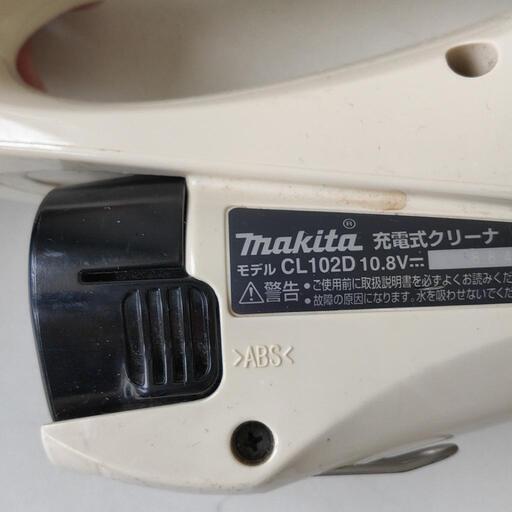 makita® 充電式クリーナ
モデル CL102D 10.8V⎓
⚠警告 ・ご使用前に取扱説明書を必ずよくお読みくだ
・故障の原因になります。水を吸わせないでくだ
>ABS<